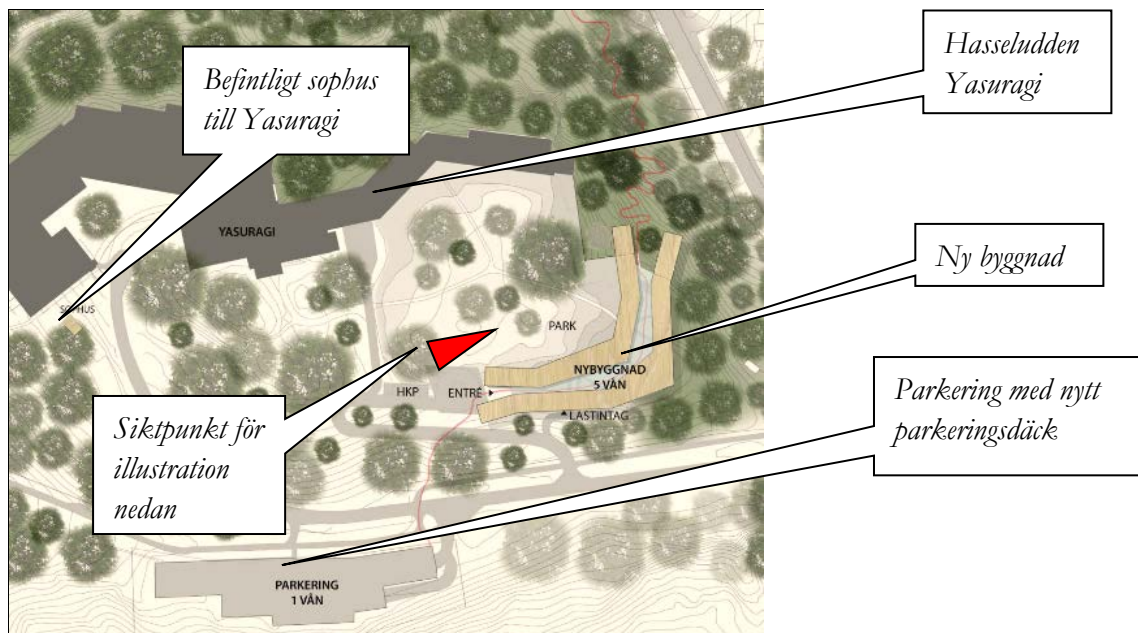 Befintligt sophus
till Yasuragi
Hasseludden
Yasuragi
YASURAGI
Ny byggnad
SOPHUS
PARK
NYBYGGNAD
5 VÅN
HKP
ENTRÉ
LASTINTAG
Parkering med nytt
parkeringsdäck
Siktpunkt för
illustration
nedan
PARKERING
1 VÅN